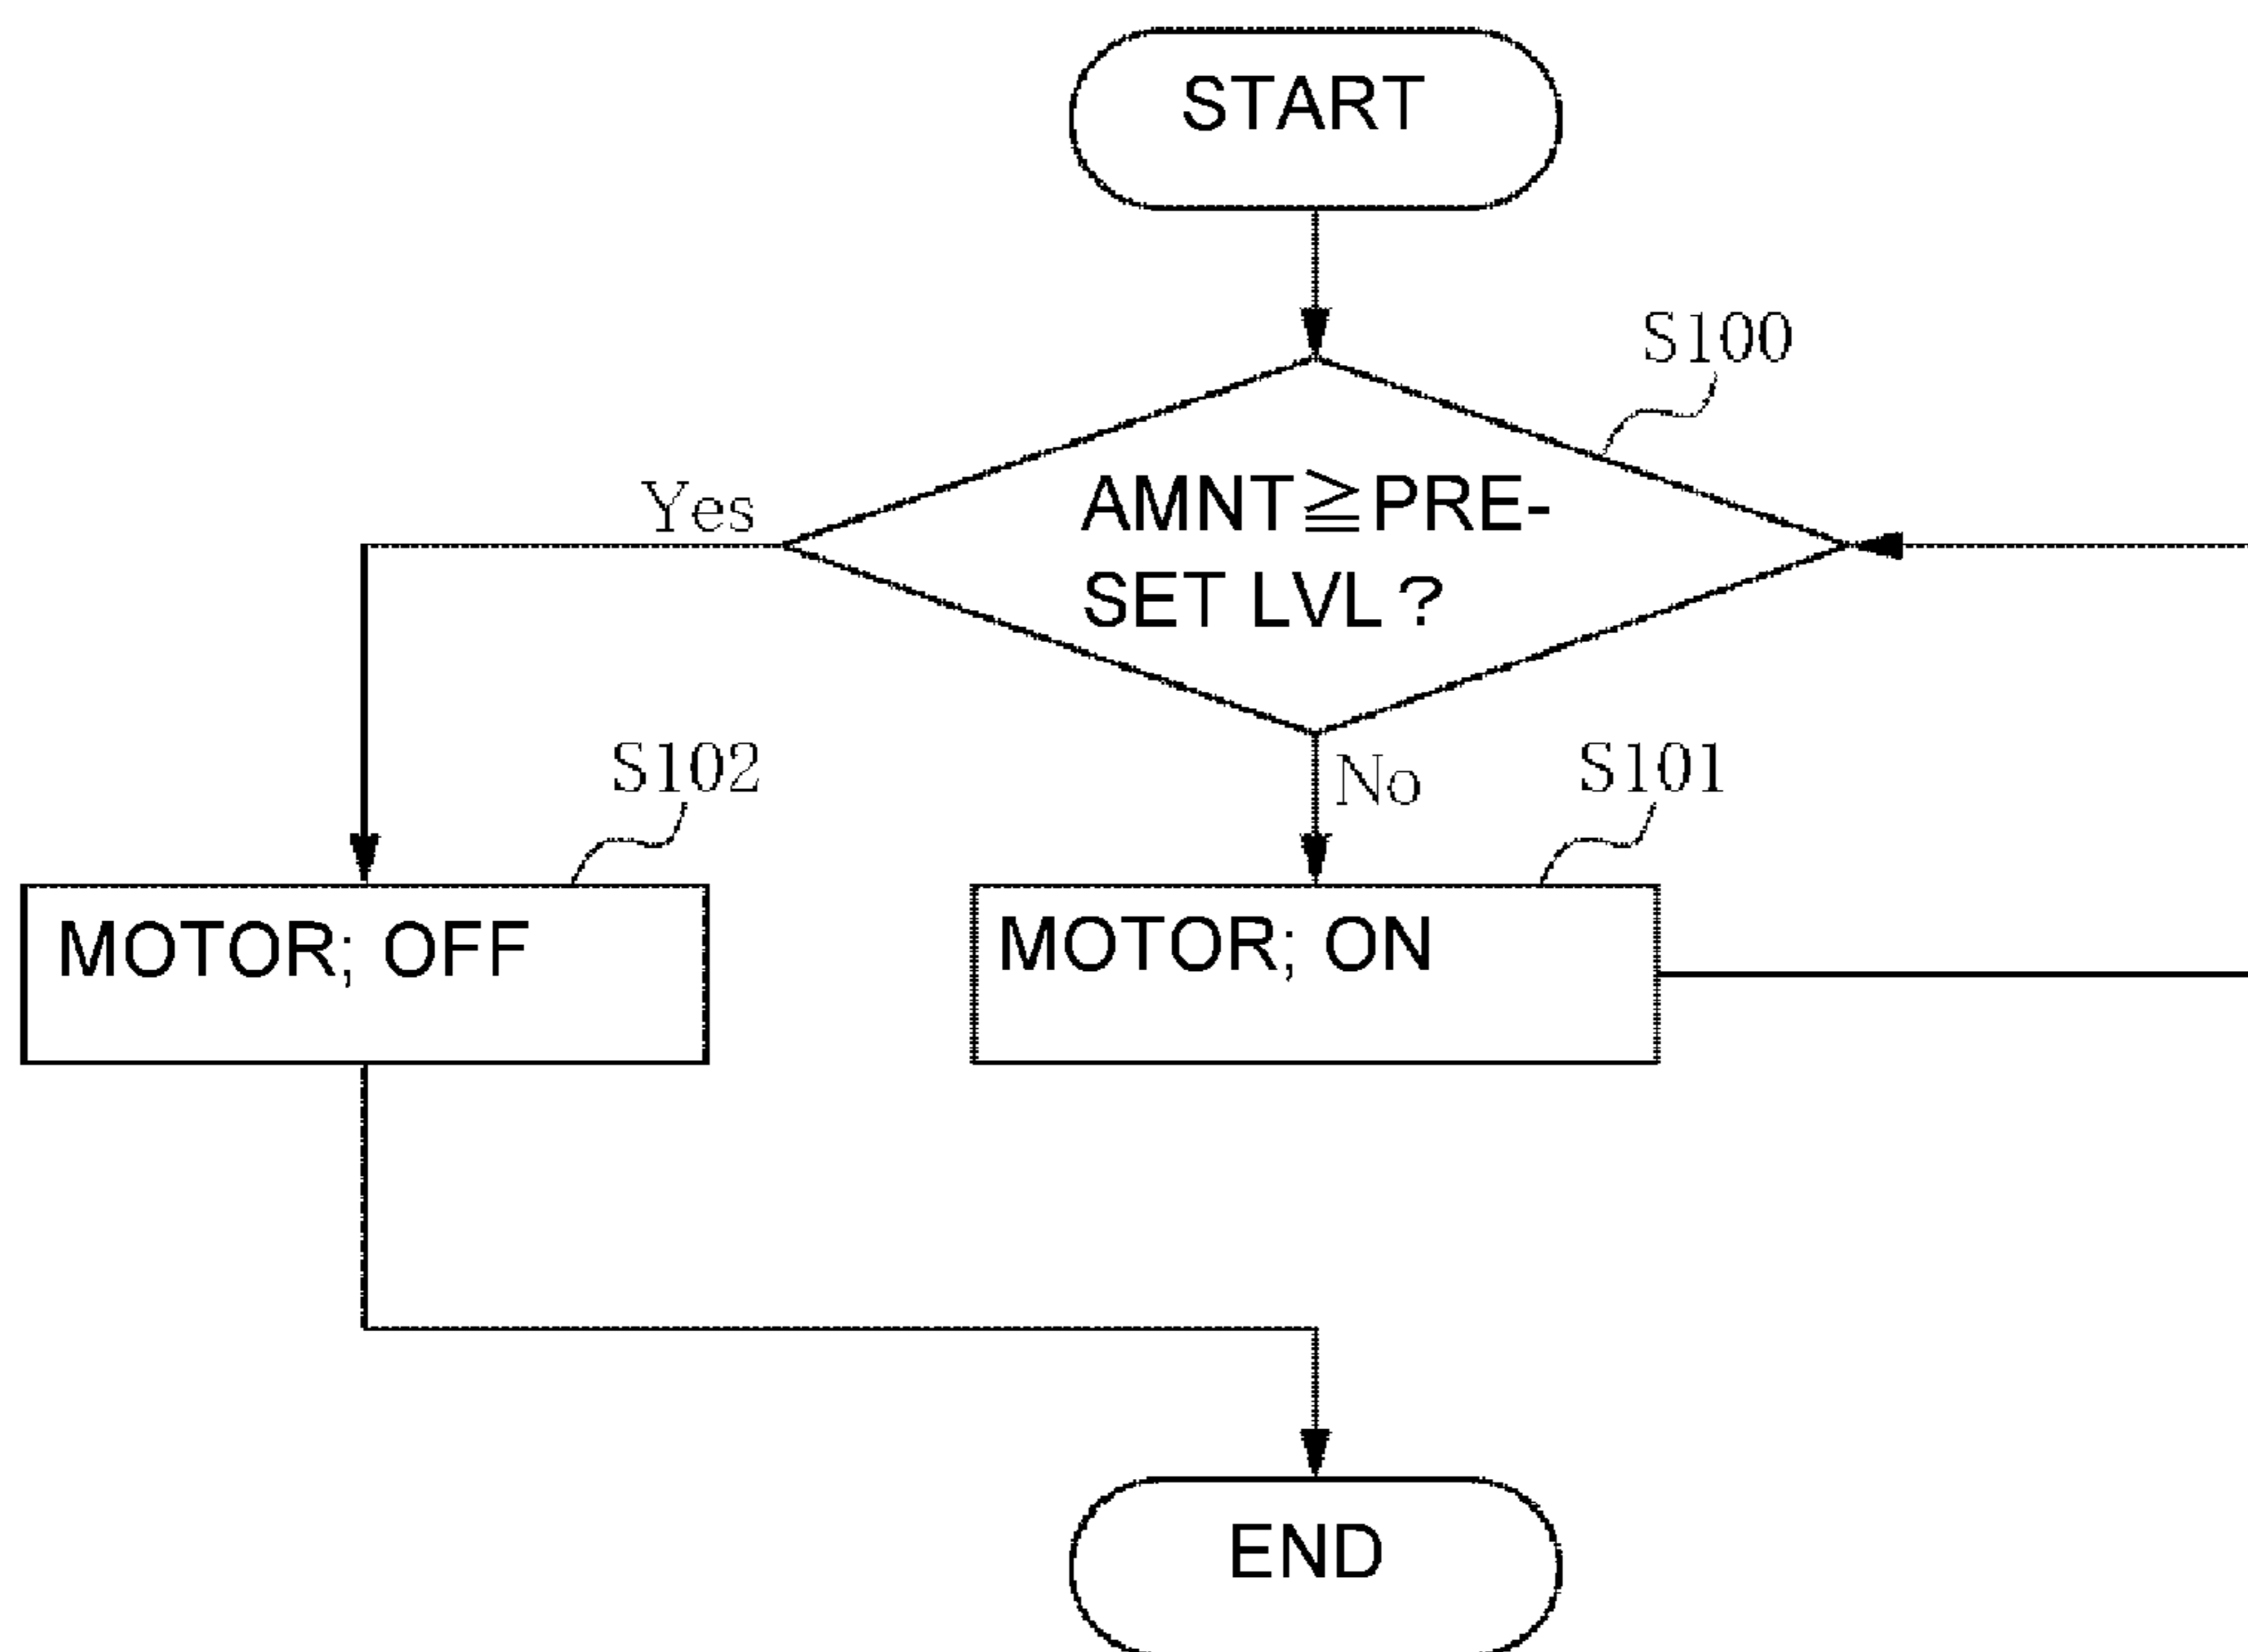 START
S100
Yes
AMNT≧PRE-
SET LVL ?
S102
No
S101
MOTOR; OFF
MOTOR; ON
END